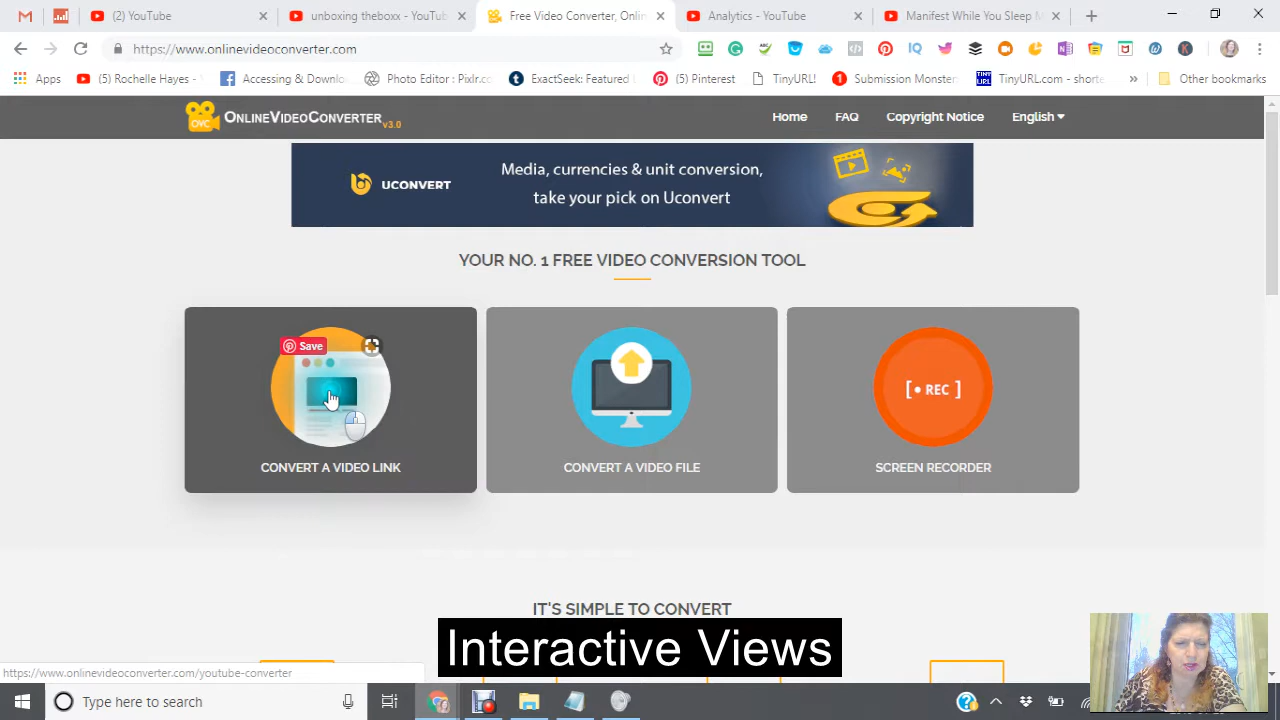 (2) YouTube
unboxing theboxx - YouTu
Free Video Converter, Onlin
Analytics - YouTube
Manifest While You Sleep M
https://www.onlinevideoconverter.com
Apps
(5) Rochelle Hayes -
Accessing & Downlo
Photo Editor : Pixlr.co
ExactSeek: Featured
(5) Pinterest
TinyURL!
Submission Monster
TinyURL.com - shorte
»
Other bookmarks
OVC
ONLINEVIDEOCONVERTER v3.0
Home
FAQ
Copyright Notice
English
UCONVERT
Media, currencies & unit conversion,
take your pick on Uconvert
YOUR NO. 1 FREE VIDEO CONVERSION TOOL
Save
[• REC ]
CONVERT A VIDEO LINK
CONVERT A VIDEO FILE
SCREEN RECORDER
IT'S SIMPLE TO CONVERT
Interactive Views
https://www.onlinevideoconverter.com/youtube-converter
Type here to search